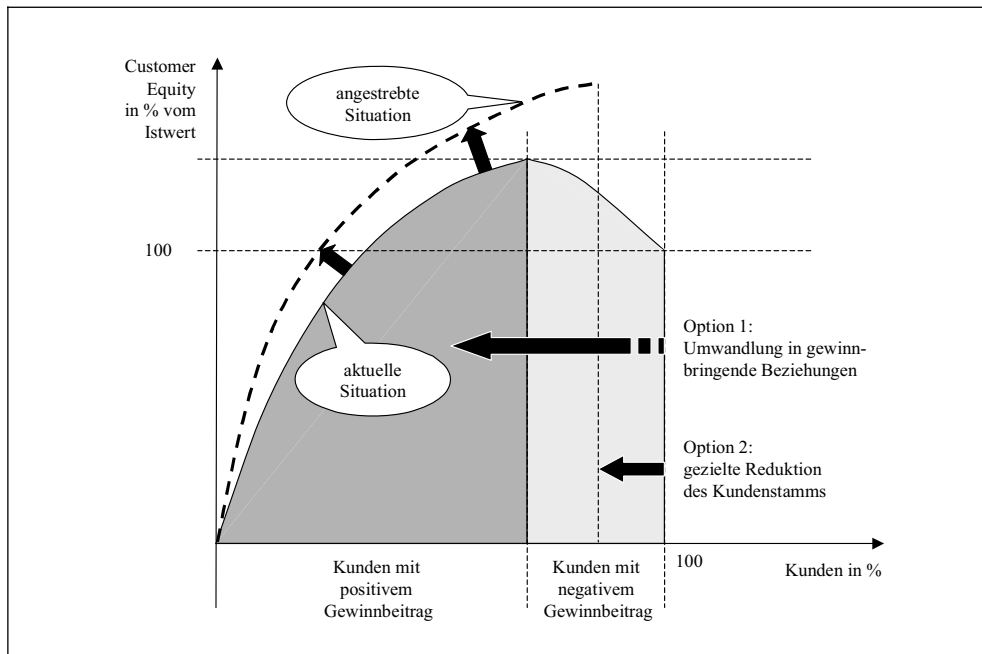 Customer
Equity
in % vom
Istwert
angestrebte
Situation
100
aktuelle
Situation
Option 1:
Umwandlung in gewinn-
bringende Beziehungen
Option 2:
gezielte Reduktion
des Kundenstamms
Kunden mit
positivem
Gewinnbeitrag
Kunden mit
negativem
Gewinnbeitrag
100
Kunden in %